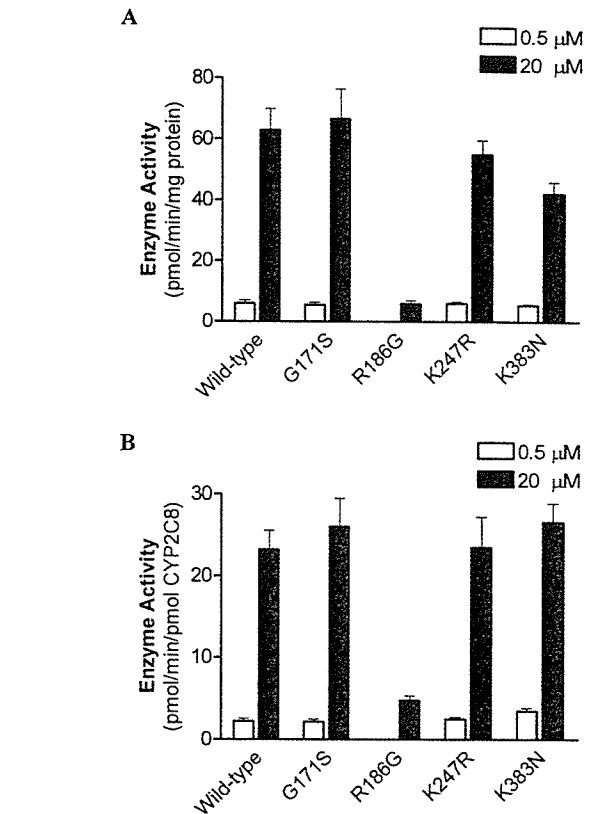 A
0.5 µM
20 µM
80
60
40
20
0
Enzyme Activity
(pmol/min/mg protein)
Wild-type
G171S
R186G
K247R
K383N
B
0.5 µM
20 µM
30
20
10
0
Enzyme Activity
(pmol/min/pmol CYP2C8)
Wild-type
G171S
R186G
K247R
K383N